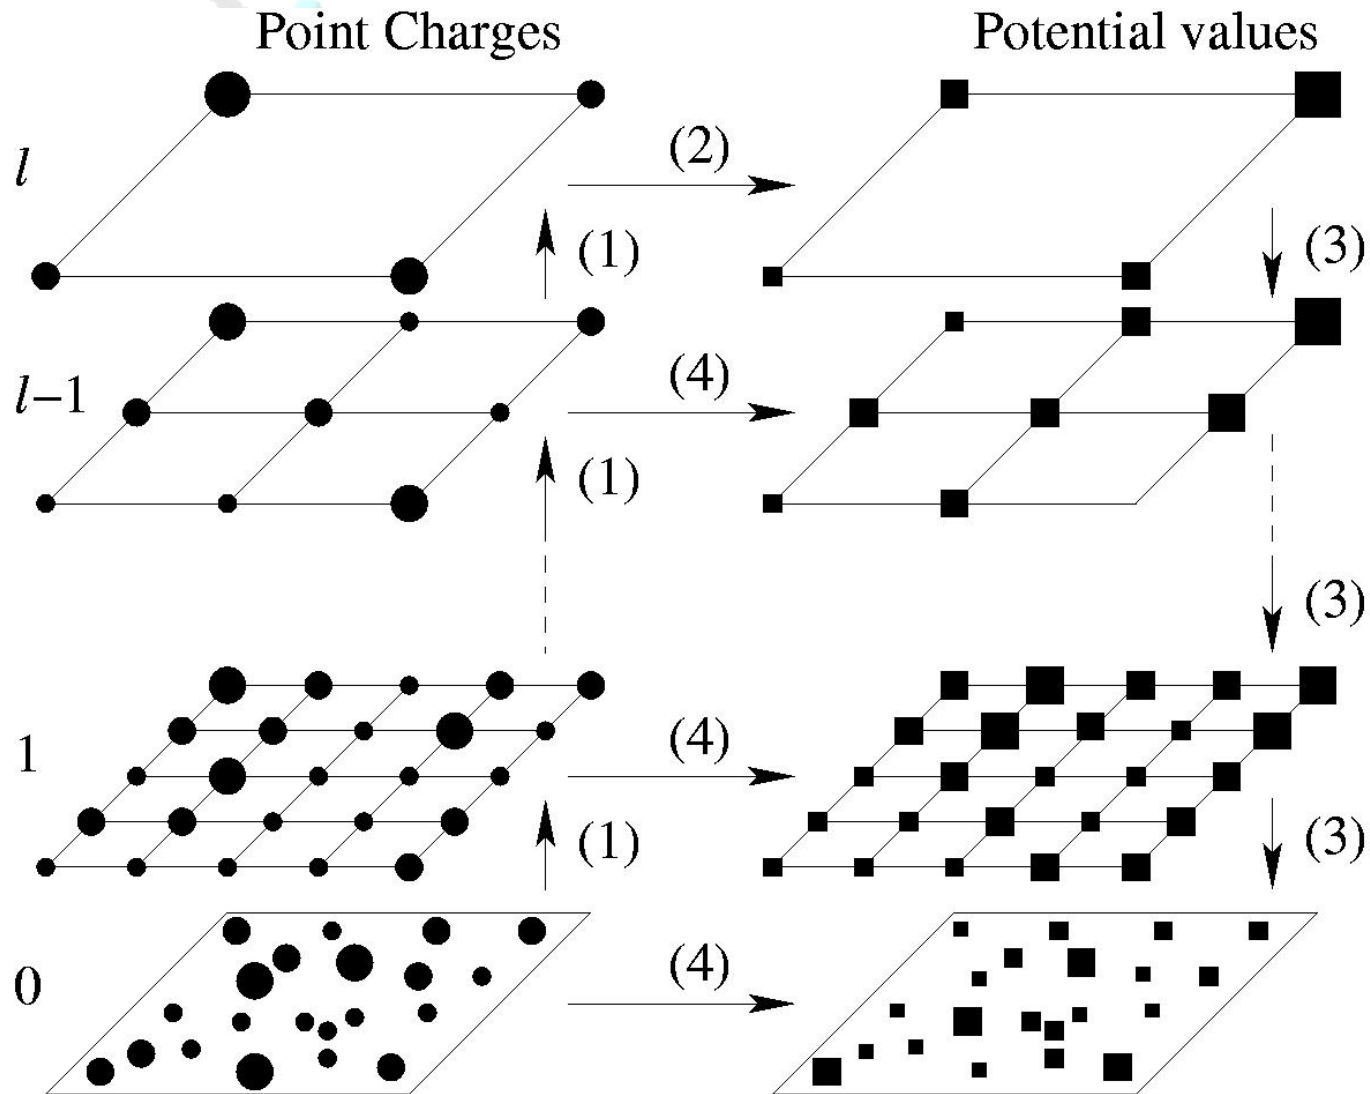 Point Charges Potential values
l (2)
(1) (3)
l−1 (4)
(1)
(3)
1 (4)
(1) (3)
0 (4)